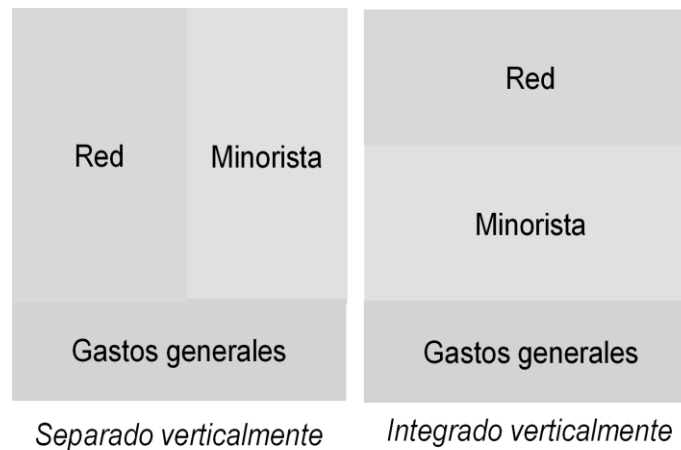 Red
Minorista
Gastos generales
Separado verticalmente
Red
Minorista
Gastos generales
Integrado verticalmente